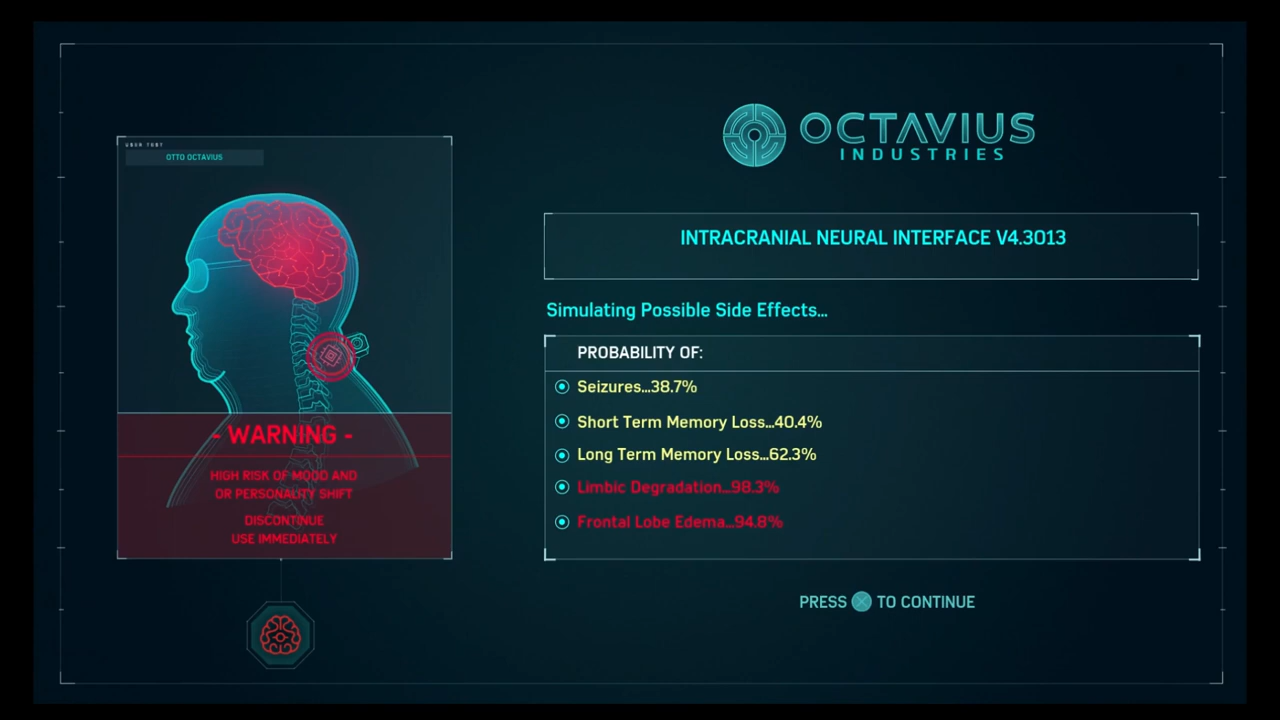 USER TEST
OTTO OCTAVIUS
- WARNING -
HIGH RISK OF MOOD AND
OR PERSONALITY SHIFT
DISCONTINUE
USE IMMEDIATELY
OCTAVIUS
INDUSTRIES
INTRACRANIAL NEURAL INTERFACE V4.3013
Simulating Possible Side Effects...
PROBABILITY OF:
Seizures...38.7%
Short Term Memory Loss...40.4%
Long Term Memory Loss...62.3%
Limbic Degradation...98.3%
Frontal Lobe Edema...94.8%
PRESS TO CONTINUE